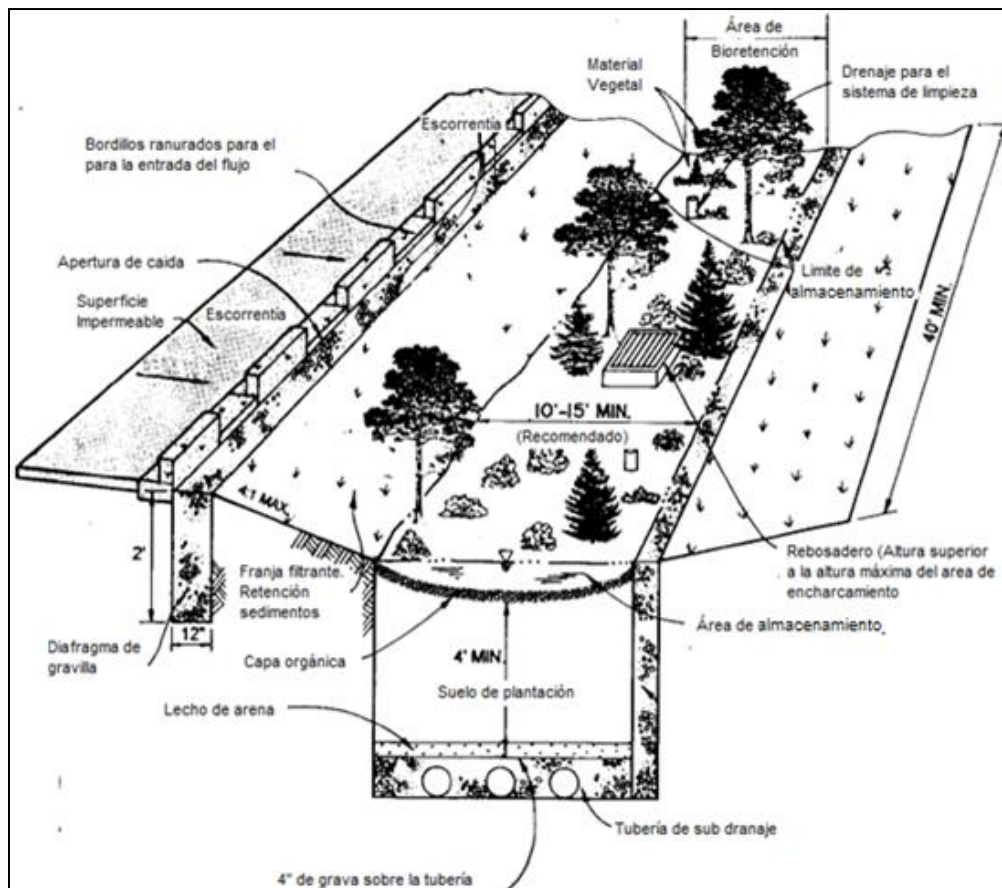 Área de
Bioretención
Material
Vegetal
Drenaje para el
sistema de limpieza
Escorrentía
Bordillos ranurados para el
para la entrada del flujo
Apertura de caida
Superficie
Impermeable
Escorrentía
Limite de
almacenamiento
40' MIN.
10'-15' MIN.
(Recomendado)
4:1 MAX.
2'
12"
Franja filtrante.
Retención
sedimentos
Rebosadero (Altura superior
a la altura máxima del area de
encharcamiento
Diafragma de
gravilla
Capa orgánica
4' MIN.
Área de almacenamiento
Suelo de plantación
Lecho de arena
Tubería de sub dranaje
4" de grava sobre la tubería